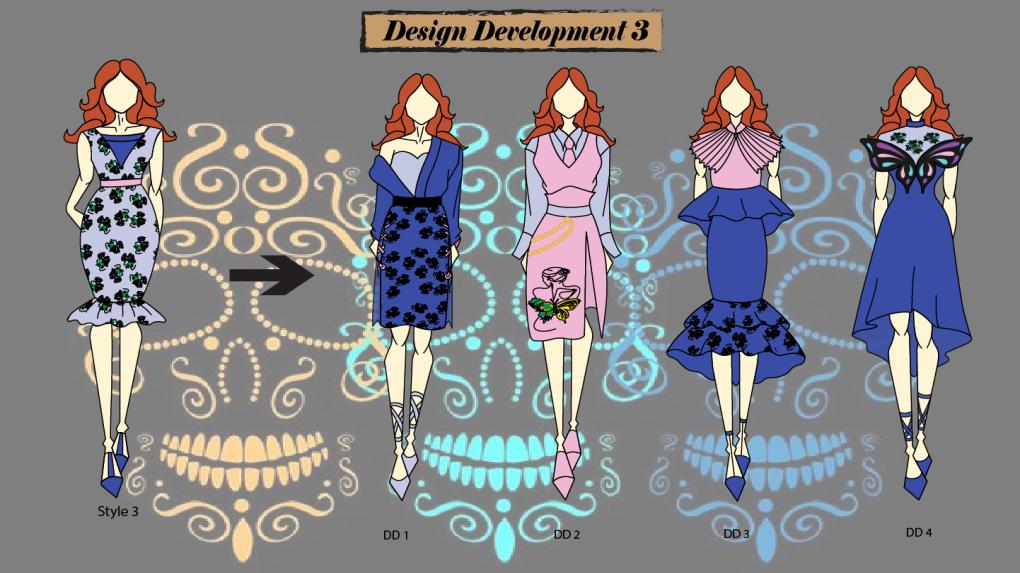 Design Development 3
Style 3
DD 1
DD 2
DD 3
DD 4